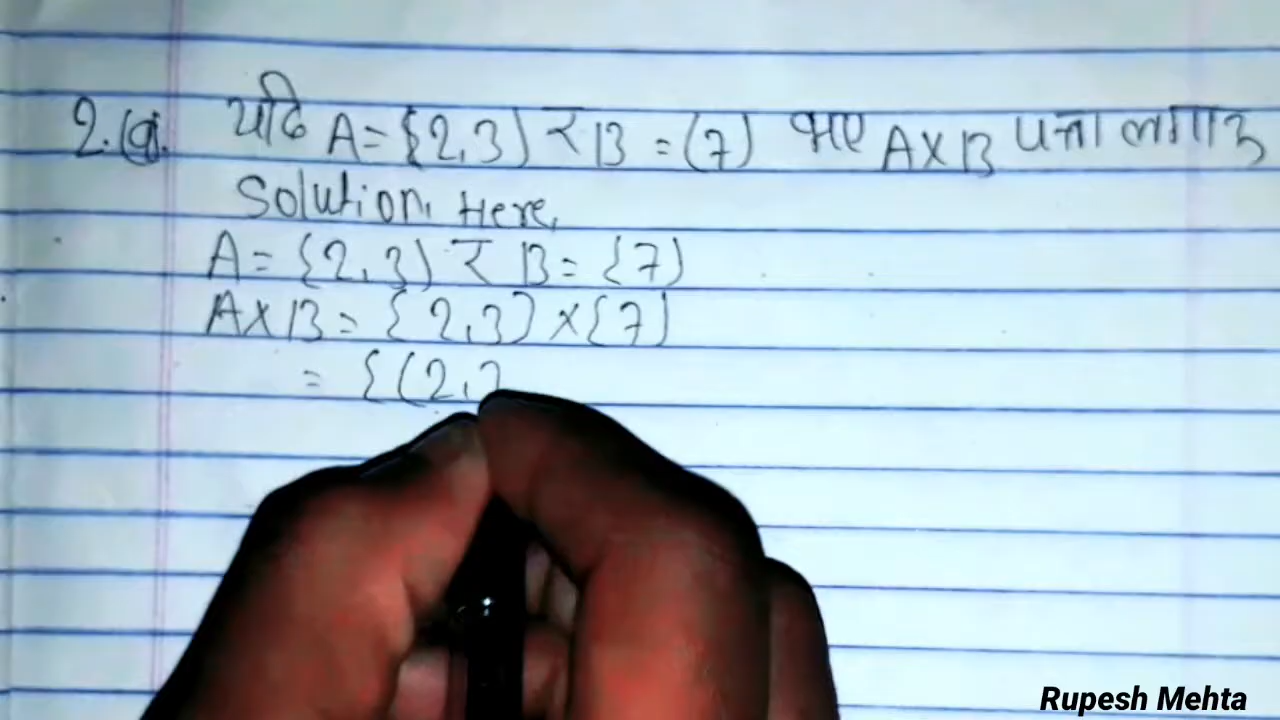 2.(a). यदि A = {2,3) र B = (7) भए A X B पत्ता लगाउ
Solution, Here,
A = {2,3) र B = {7)
A X B = {2,3} x {7}
= {(2,7
Rupesh Mehta